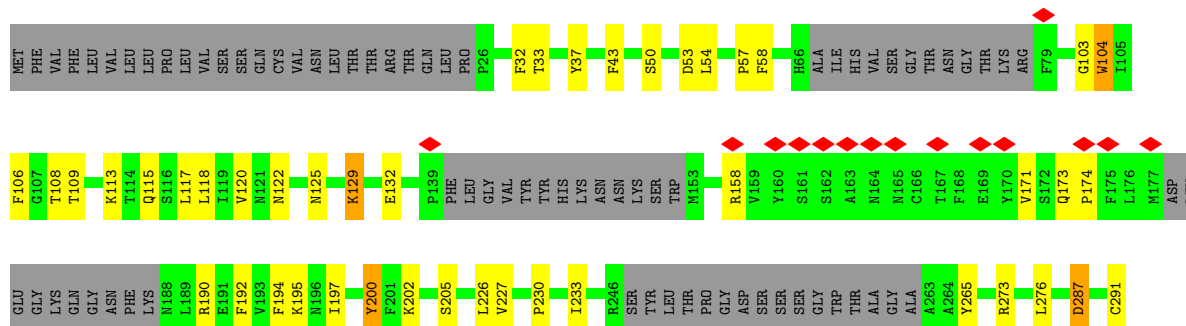 MET PHE VAL PHE LEU VAL LEU LEU PRO LEU VAL SER SER GLN CYS VAL ASN LEU THR THR ARG THR GLN LEU PRO P26 F32 T33 Y37 F43 S50 D53 L54 P57 F58 H66 ALA ILE HIS VAL SER GLY THR ASN GLY THR LYS ARG F79 G103 W104 I105
F106 G107 T108 T109 K113 T114 Q115 S116 L117 L118 I119 V120 N121 N122 N125 K129 E132 P139 PHE LEU GLY VAL TYR TYR HIS LYS ASN ASN LYS SER TRP M153 R158 V159 Y160 S161 S162 A163 N164 N165 C166 T167 F168 E169 Y170 V171 S172 Q173 P174 F175 L176 M177 ASP
GLU GLY LYS GLN GLY ASN PHE LYS N188 L189 R190 E191 F192 V193 F194 K195 N196 I197 Y200 F201 K202 S205 L226 V227 P230 I233 R246 SER TYR LEU THR PRO GLY ASP SER SER SER GLY TRP THR ALA GLY ALA A263 A264 Y265 R273 L276 D287 C291